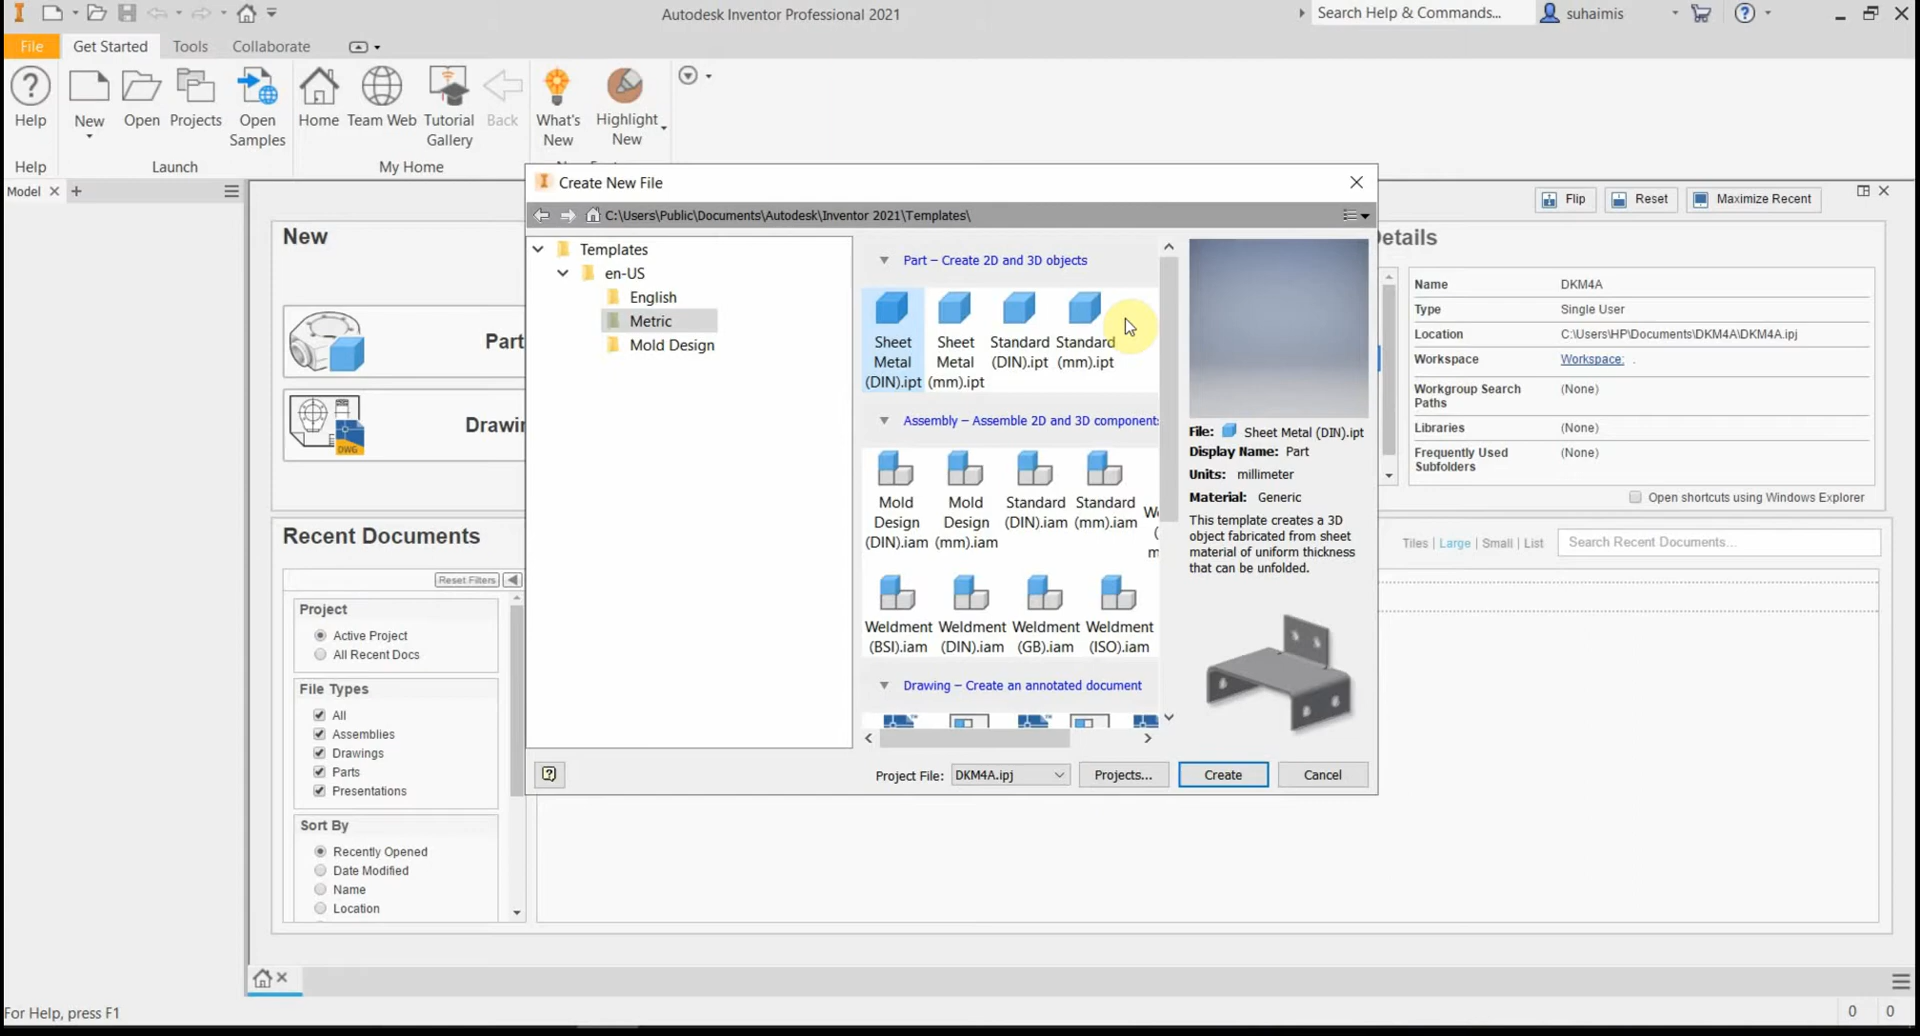 Autodesk Inventor Professional 2021
Search Help & Commands...
suhaimis
File
Get Started
Tools
Collaborate
Help
New
Open
Projects
Open
Samples
Home
Team Web
Tutorial
Gallery
Back
What's
New
Highlight
New
Help
Launch
My Home
Model
Create New File
C:\Users\Public\Documents\Autodesk\Inventor 2021\Templates\
Templates
en-US
English
Metric
Mold Design
Part – Create 2D and 3D objects
Sheet
Metal
(DIN).ipt
Sheet
Metal
(mm).ipt
Standard
(DIN).ipt
Standard
(mm).ipt
Assembly – Assemble 2D and 3D component
Mold
Design
(DIN).iam
Mold
Design
(mm).iam
Standard
(DIN).iam
Standard
(mm).iam
Weldment
(BSI).iam
Weldment
(DIN).iam
Weldment
(GB).iam
Weldment
(ISO).iam
Drawing – Create an annotated document
File: Sheet Metal (DIN).ipt
Display Name: Part
Units: millimeter
Material: Generic
This template creates a 3D
object fabricated from sheet
material of uniform thickness
that can be unfolded.
Project File: DKM4A.ipj
Projects...
Create
Cancel
New
Part
Drawin
Flip
Reset
Maximize Recent
Details
Name DKM4A
Type Single User
Location C:\Users\HP\Documents\DKM4A\DKM4A.ipj
Workspace Workspace: .
Workgroup Search
Paths
(None)
Libraries (None)
Frequently Used
Subfolders
(None)
Open shortcuts using Windows Explorer
Recent Documents
Tiles | Large | Small | List
Search Recent Documents...
Reset Filters
Project
Active Project
All Recent Docs
File Types
All
Assemblies
Drawings
Parts
Presentations
Sort By
Recently Opened
Date Modified
Name
Location
For Help, press F1
0 0